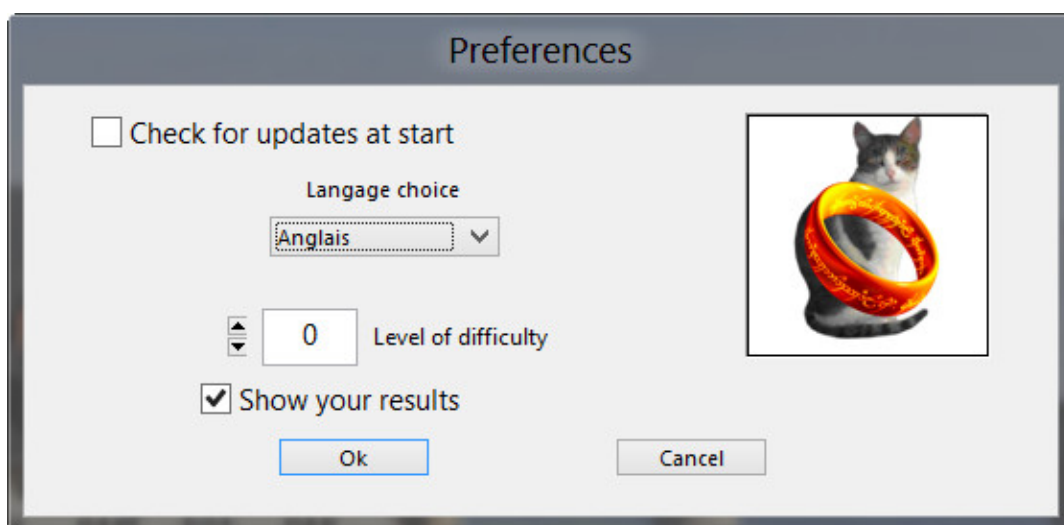 Preferences
Check for updates at start
Langage choice
Anglais
0 Level of difficulty
Show your results
Ok Cancel